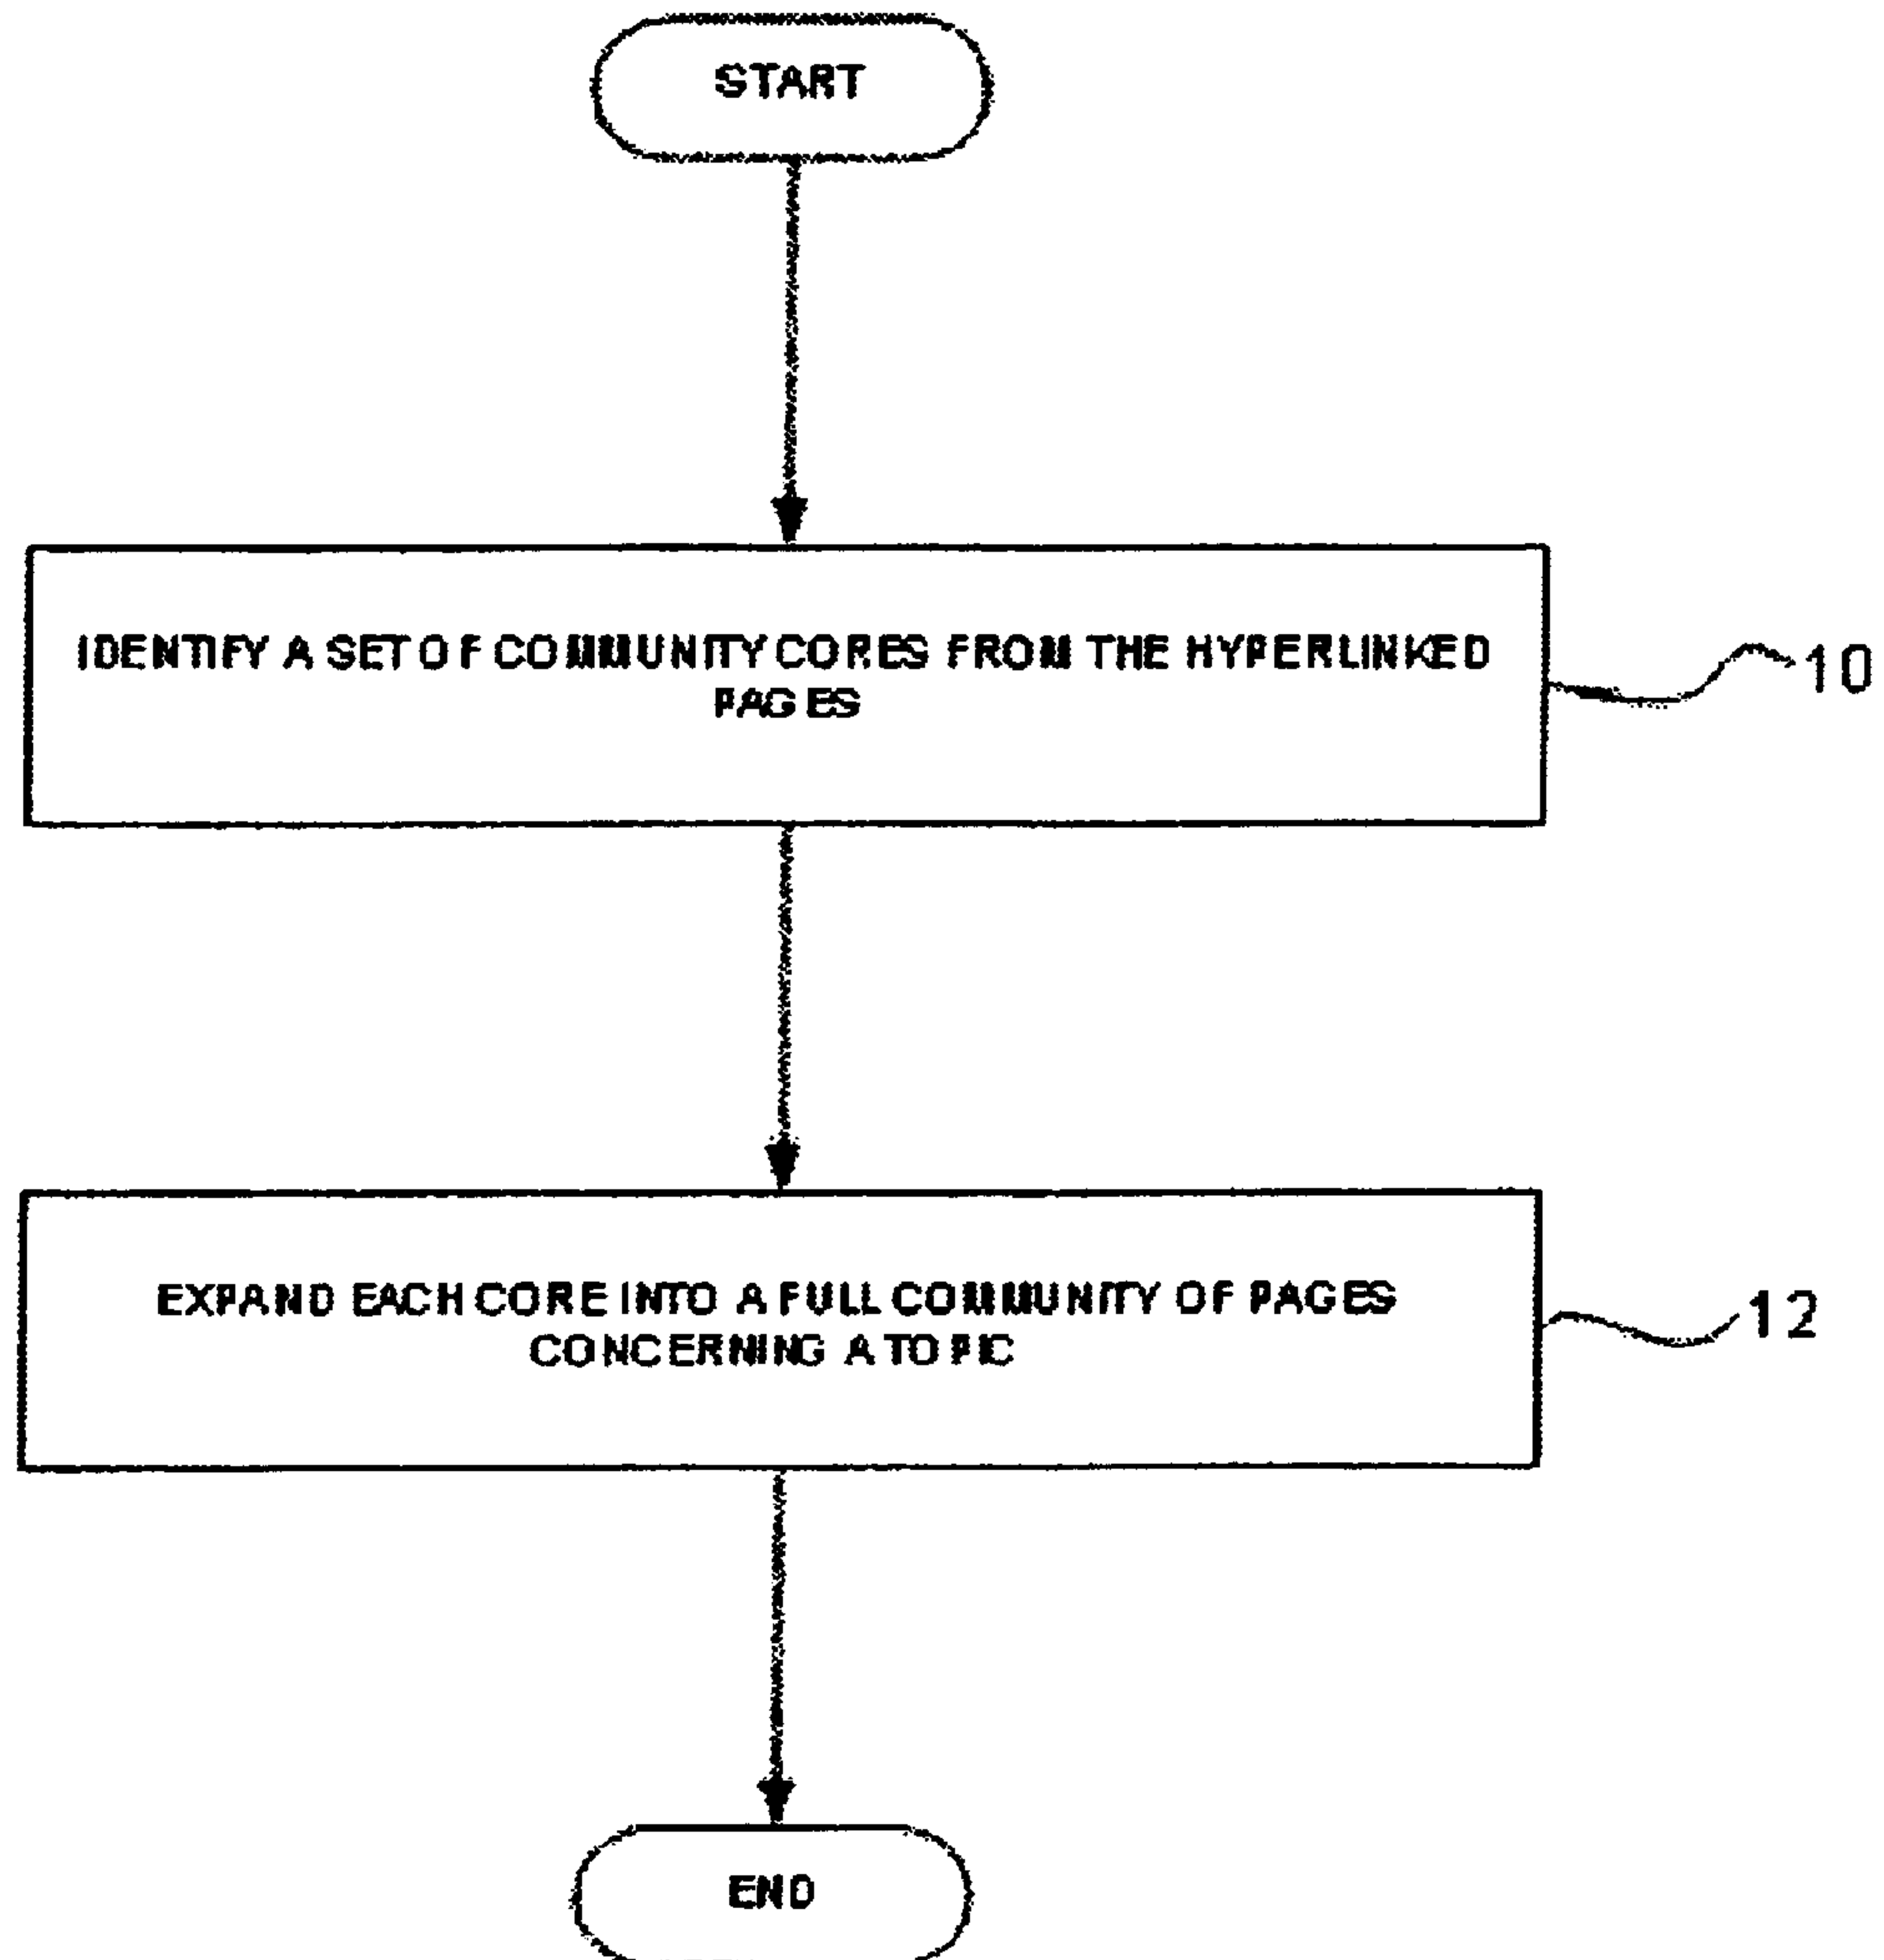 START
IDENTIFY A SET OF COMMUNITY CORES FROM THE HYPERLINKED
PAGES
10
EXPAND EACH CORE INTO A FULL COMMUNITY OF PAGES
CONCERNING A TOPIC
12
END